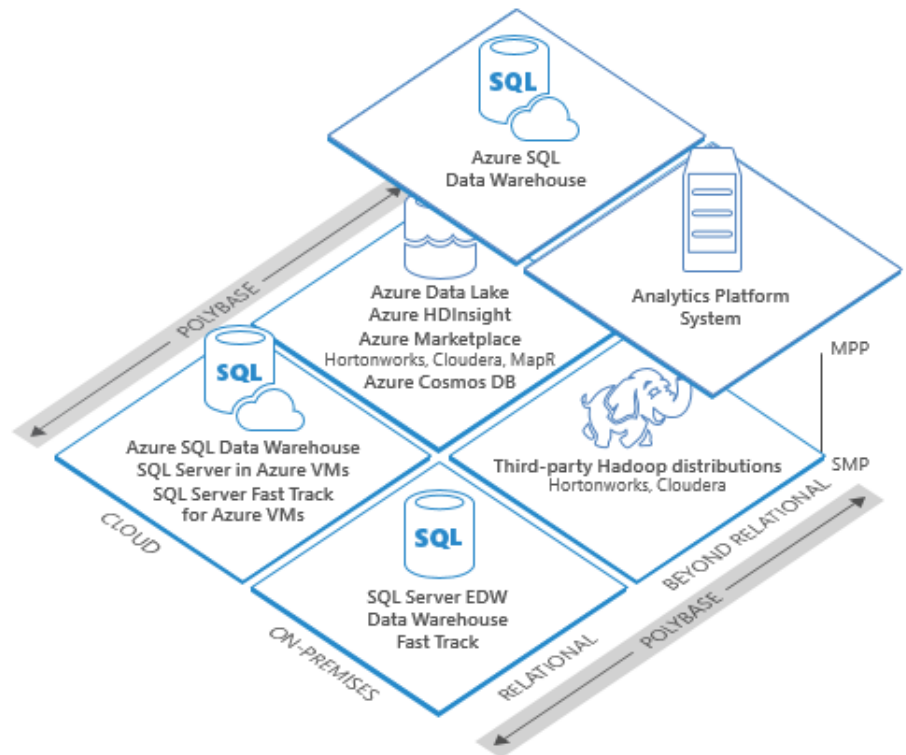 SQL
Azure SQL
Data Warehouse
Analytics Platform
System
POLYBASE
Azure Data Lake
Azure HDInsight
Azure Marketplace
Hortonworks, Cloudera, MapR
Azure Cosmos DB
MPP
SMP
SQL
Azure SQL Data Warehouse
SQL Server in Azure VMs
SQL Server Fast Track
for Azure VMs
Third-party Hadoop distributions
Hortonworks, Cloudera
SQL
SQL Server EDW
Data Warehouse
Fast Track
CLOUD
ON-PREMISES
RELATIONAL
BEYOND RELATIONAL
POLYBASE